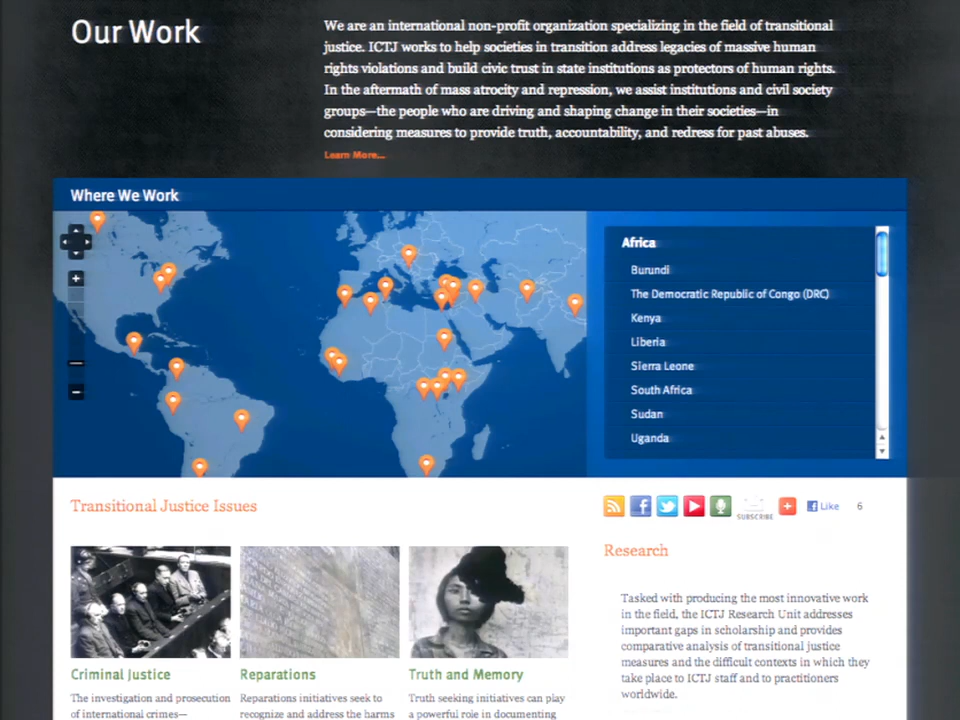 Our Work
We are an international non-profit organization specializing in the field of transitional
justice. ICTJ works to help societies in transition address legacies of massive human
rights violations and build civic trust in state institutions as protectors of human rights.
In the aftermath of mass atrocity and repression, we assist institutions and civil society
groups—the people who are driving and shaping change in their societies—in
considering measures to provide truth, accountability, and redress for past abuses.
Learn More...
Where We Work
Africa
Burundi
The Democratic Republic of Congo (DRC)
Kenya
Liberia
Sierra Leone
South Africa
Sudan
Uganda
Transitional Justice Issues
SUBSCRIBE
Like
6
Research
Tasked with producing the most innovative work
in the field, the ICTJ Research Unit addresses
important gaps in scholarship and provides
comparative analysis of transitional justice
measures and the difficult contexts in which they
take place to ICTJ staff and to practitioners
worldwide.
Criminal Justice
The investigation and prosecution
of international crimes—
Reparations
Reparations initiatives seek to
recognize and address the harms
Truth and Memory
Truth seeking initiatives can play
a powerful role in documenting